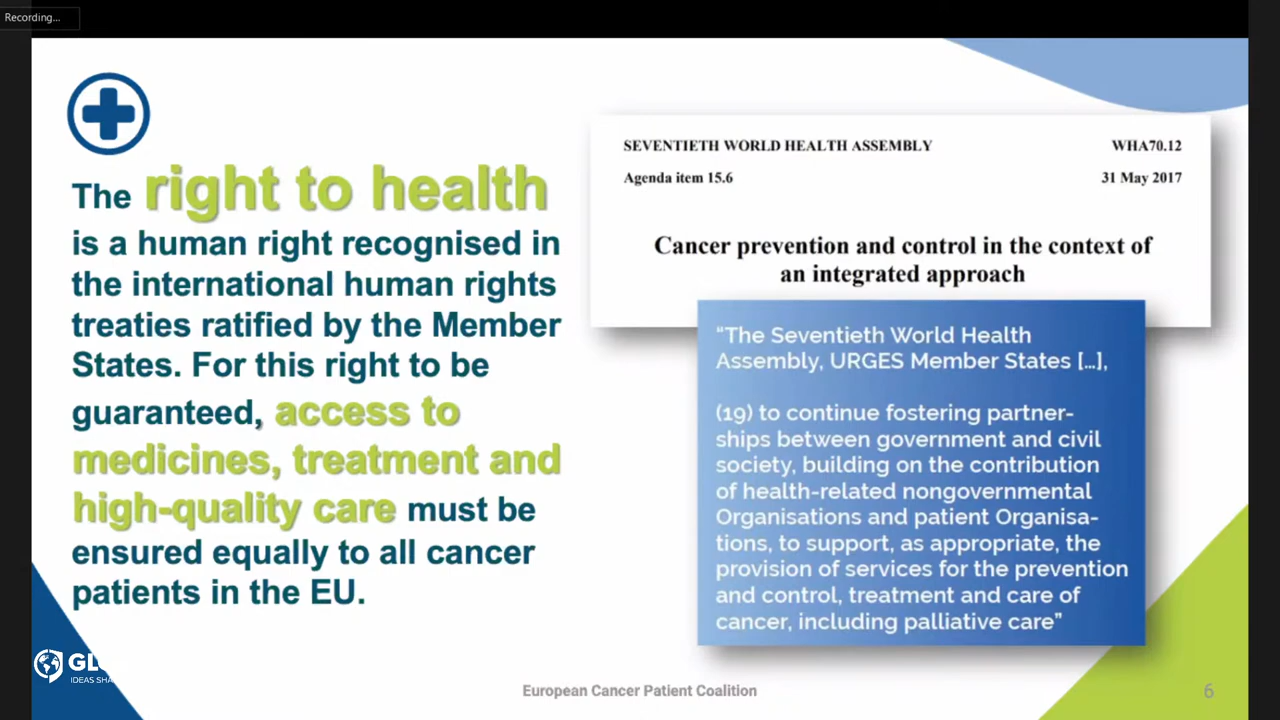 Recording...
The right to health
is a human right recognised in
the international human rights
treaties ratified by the Member
States. For this right to be
guaranteed, access to
medicines, treatment and
high-quality care must be
ensured equally to all cancer
patients in the EU.
SEVENTIETH WORLD HEALTH ASSEMBLY WHA70.12
Agenda item 15.6 31 May 2017
Cancer prevention and control in the context of
an integrated approach
“The Seventieth World Health
Assembly, URGES Member States […],
(19) to continue fostering partner-
ships between government and civil
society, building on the contribution
of health-related nongovernmental
Organisations and patient Organisa-
tions, to support, as appropriate, the
provision of services for the prevention
and control, treatment and care of
cancer, including palliative care”
IDEAS
European Cancer Patient Coalition
6